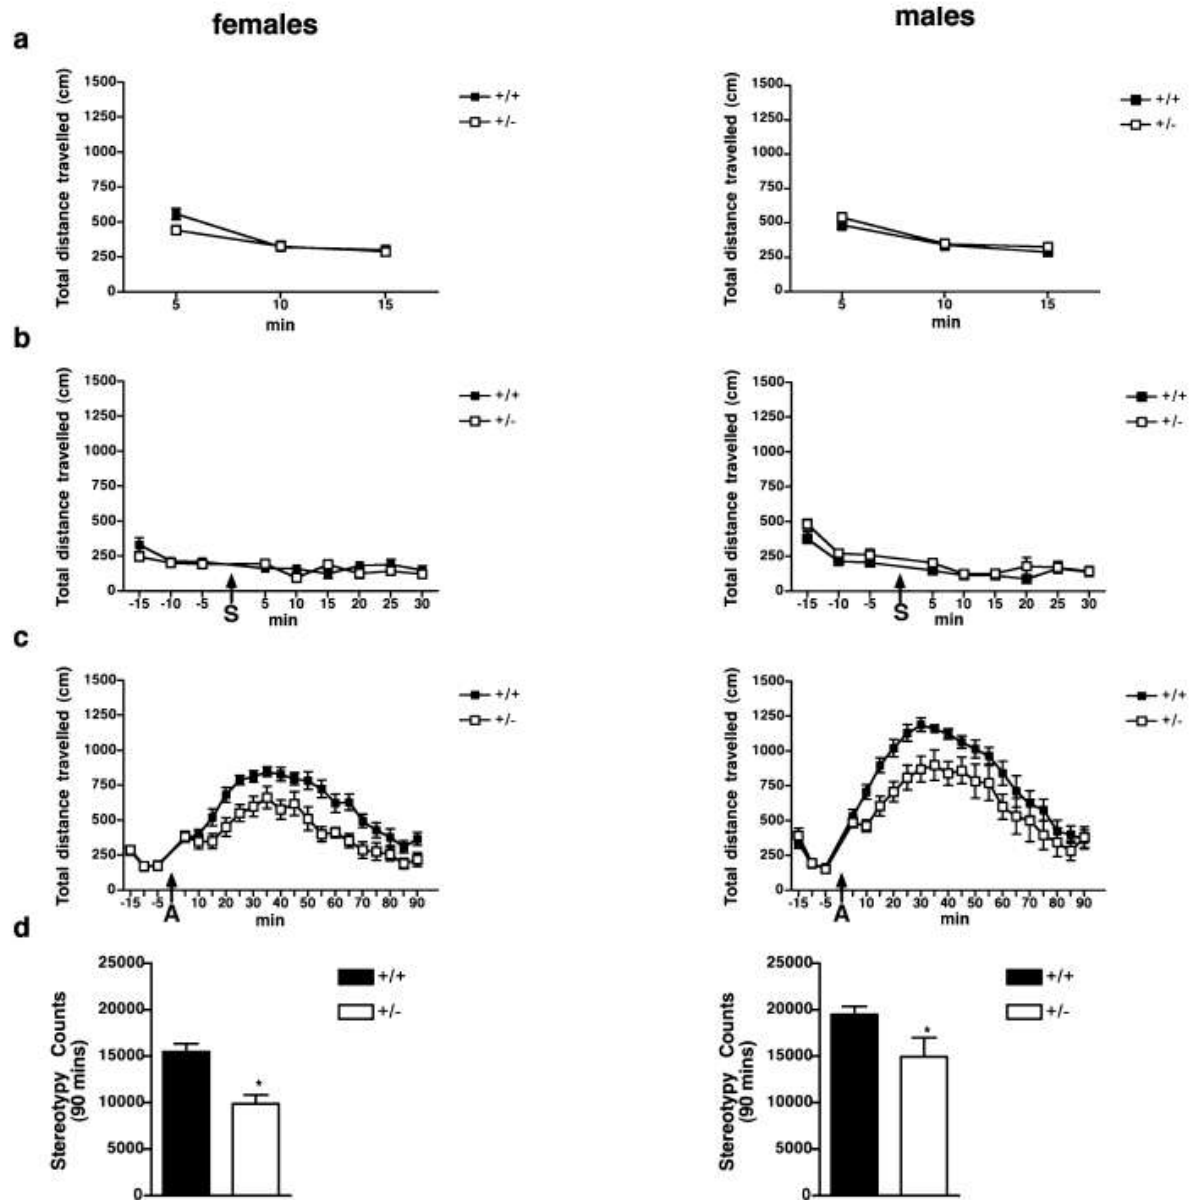 females
males
a
Total distance travelled (cm)
1500
1250
1000
750
500
250
0
5 10 15
min
+/+
+/-
Total distance travelled (cm)
1500
1250
1000
750
500
250
0
5 10 15
min
+/+
+/-
b
Total distance travelled (cm)
1500
1250
1000
750
500
250
0
-15 -10 -5 5 10 15 20 25 30
S
min
+/+
+/-
Total distance travelled (cm)
1500
1250
1000
750
500
250
0
-15 -10 -5 5 10 15 20 25 30
S
min
+/+
+/-
c
Total distance travelled (cm)
1500
1250
1000
750
500
250
0
-15 -5 10 20 30 40 50 60 70 80 90
A
min
+/+
+/-
Total distance travelled (cm)
1500
1250
1000
750
500
250
0
-15 -5 10 20 30 40 50 60 70 80 90
A
min
+/+
+/-
d
Stereotypy Counts
(90 mins)
25000
20000
15000
10000
5000
0
*
+/+
+/-
Stereotypy Counts
(90 mins)
25000
20000
15000
10000
5000
0
*
+/+
+/-